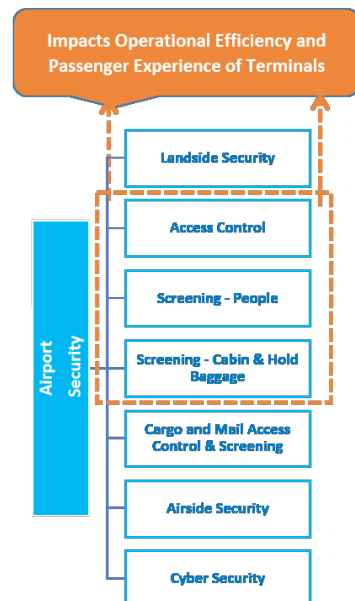 Impacts Operational Efficiency and
Passenger Experience of Terminals
Landside Security
Access Control
Screening - People
Screening - Cabin & Hold
Baggage
Cargo and Mail Access
Control & Screening
Airside Security
Cyber Security
Airport
Security